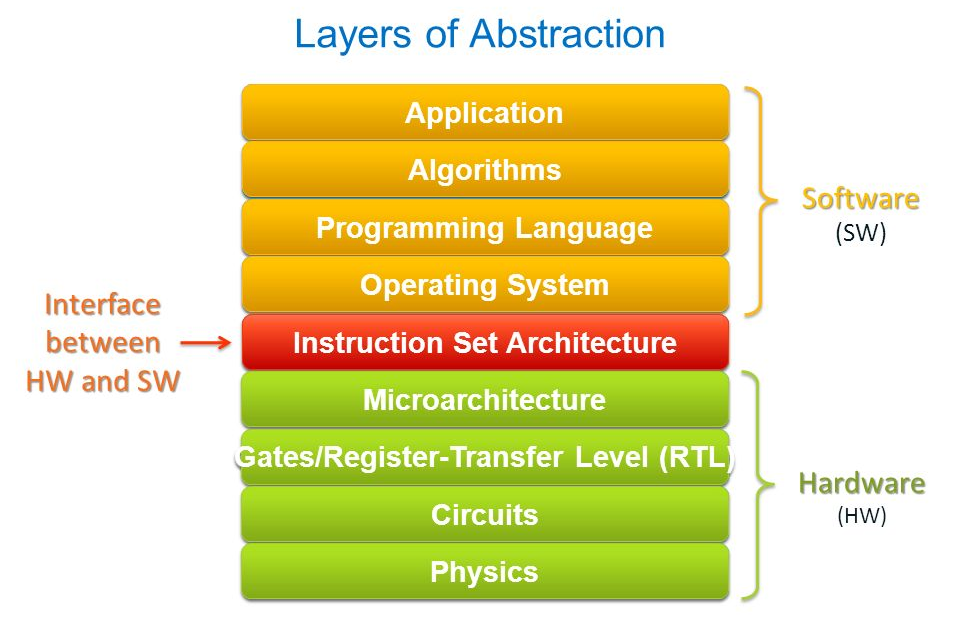 Layers of Abstraction
Application
Algorithms
Programming Language
Operating System
Instruction Set Architecture
Microarchitecture
Gates/Register-Transfer Level (RTL)
Circuits
Physics
Interface
between
HW and SW
Software
(SW)
Hardware
(HW)